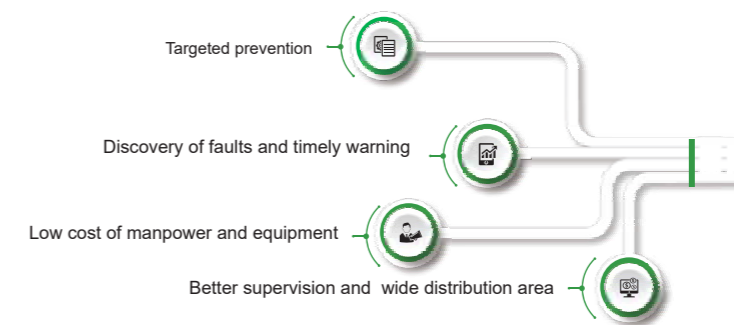 Targeted prevention
Discovery of faults and timely warning
Low cost of manpower and equipment
Better supervision and wide distribution area